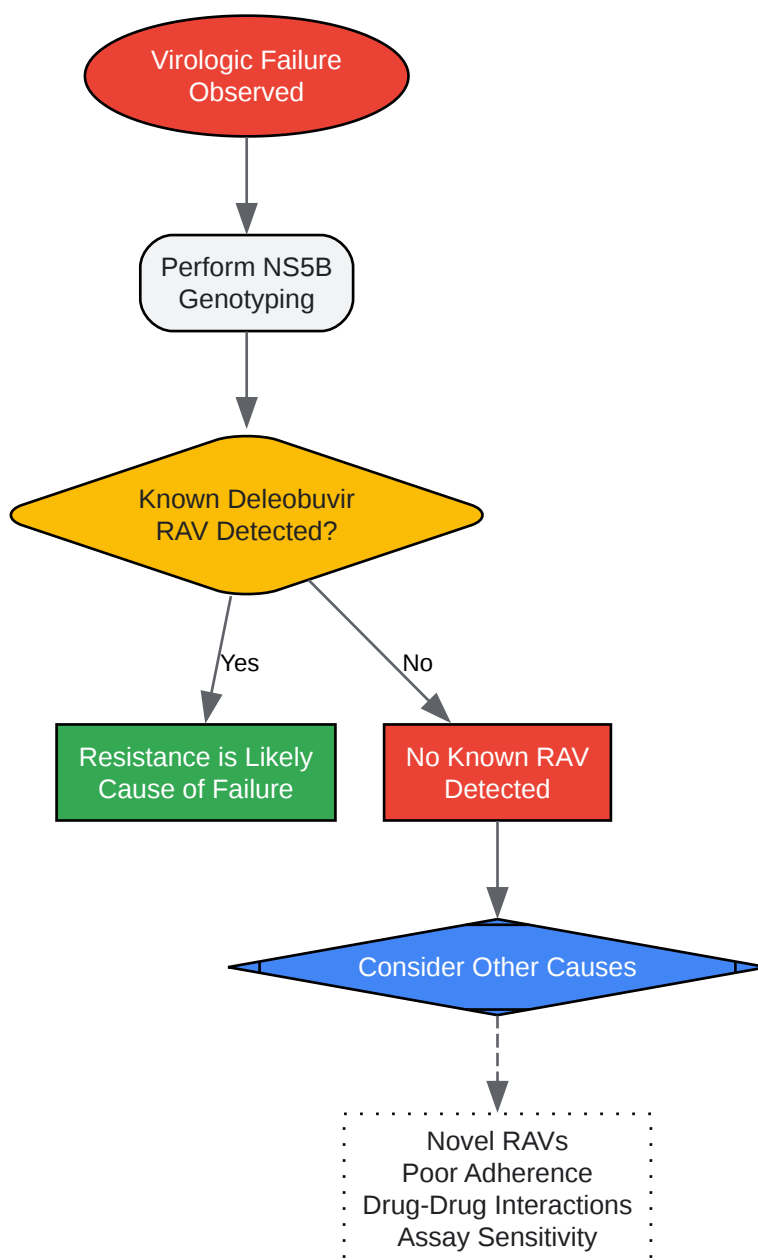 Virologic Failure
Observed
Perform NS5B
Genotyping
Known Deleobuvir
RAV Detected?
Yes
No
Resistance is Likely
Cause of Failure
No Known RAV
Detected
Consider Other Causes
Novel RAVs
Poor Adherence
Drug-Drug Interactions
Assay Sensitivity